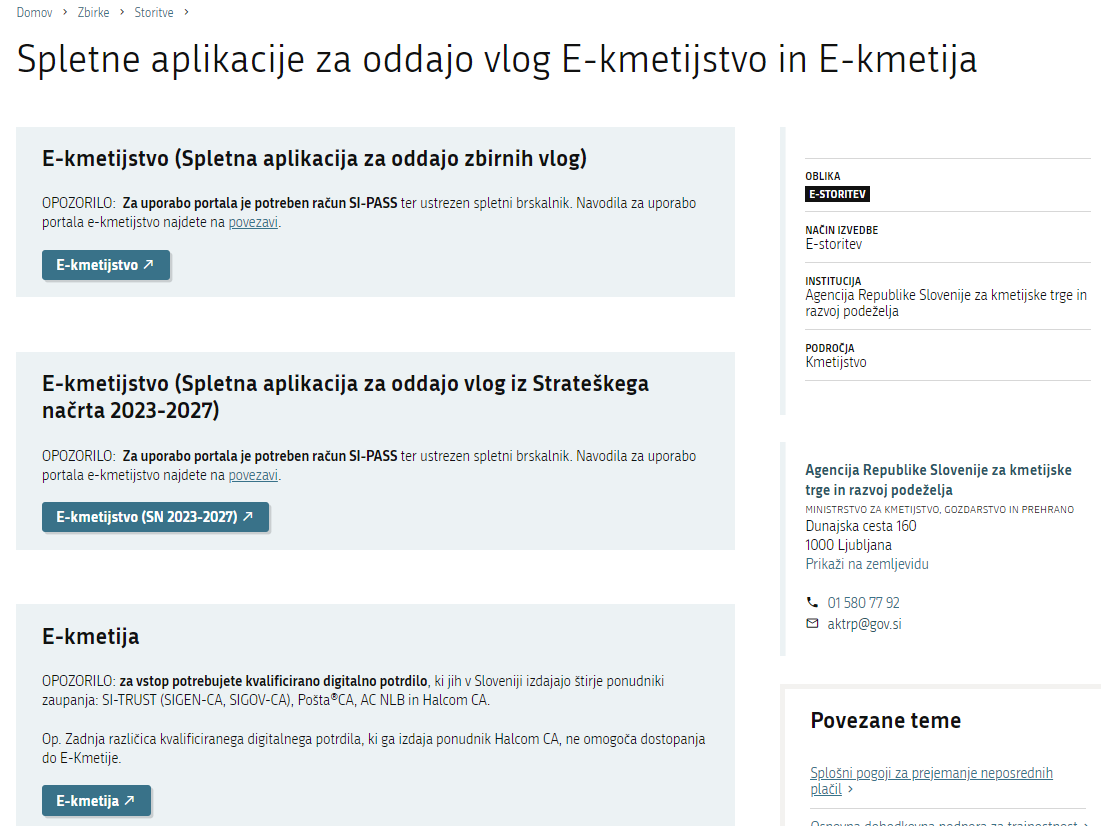 Domov > Zbirke > Storitve >
Spletne aplikacije za oddajo vlog E-kmetijstvo in E-kmetija
E-kmetijstvo (Spletna aplikacija za oddajo zbirnih vlog)
OPOZORILO: Za uporabo portala je potreben račun SI-PASS ter ustrezen spletni brskalnik. Navodila za uporabo
portala e-kmetijstvo najdete na povezavi.
E-kmetijstvo ↗
E-kmetijstvo (Spletna aplikacija za oddajo vlog iz Strateškega
načrta 2023-2027)
OPOZORILO: Za uporabo portala je potreben račun SI-PASS ter ustrezen spletni brskalnik. Navodila za uporabo
portala e-kmetijstvo najdete na povezavi.
E-kmetijstvo (SN 2023-2027) ↗
E-kmetija
OPOZORILO: za vstop potrebujete kvalificirano digitalno potrdilo, ki jih v Sloveniji izdajajo štirje ponudniki
zaupanja: SI-TRUST (SIGEN-CA, SIGOV-CA), Pošta®CA, AC NLB in Halcom CA.
Op. Zadnja različica kvalificiranega digitalnega potrdila, ki ga izdaja ponudnik Halcom CA, ne omogoča dostopanja
do E-Kmetije.
E-kmetija ↗
OBLIKA
E-STORITEV
NAČIN IZVEDBE
E-storitev
INSTITUCIJA
Agencija Republike Slovenije za kmetijske trge in
razvoj podeželja
PODROČJA
Kmetijstvo
Agencija Republike Slovenije za kmetijske
trge in razvoj podeželja
MINISTRSTVO ZA KMETIJSTVO, GOZDARSTVO IN PREHRANO
Dunajska cesta 160
1000 Ljubljana
Prikaži na zemljevidu
01 580 77 92
aktrp@gov.si
Povezane teme
Splošni pogoji za prejemanje neposrednih
plačil >
Osnovna dohodkovna podpora za trajnostnost >